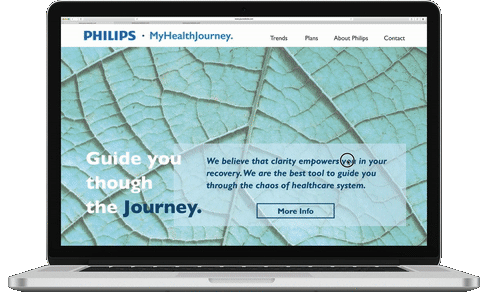 PHILIPS · MyHealthJourney.
Trends Plans About Philips Contact
Guide you
though
the Journey.
We believe that clarity empowers you in your
recovery. We are the best tool to guide you
through the chaos of healthcare system.
More Info